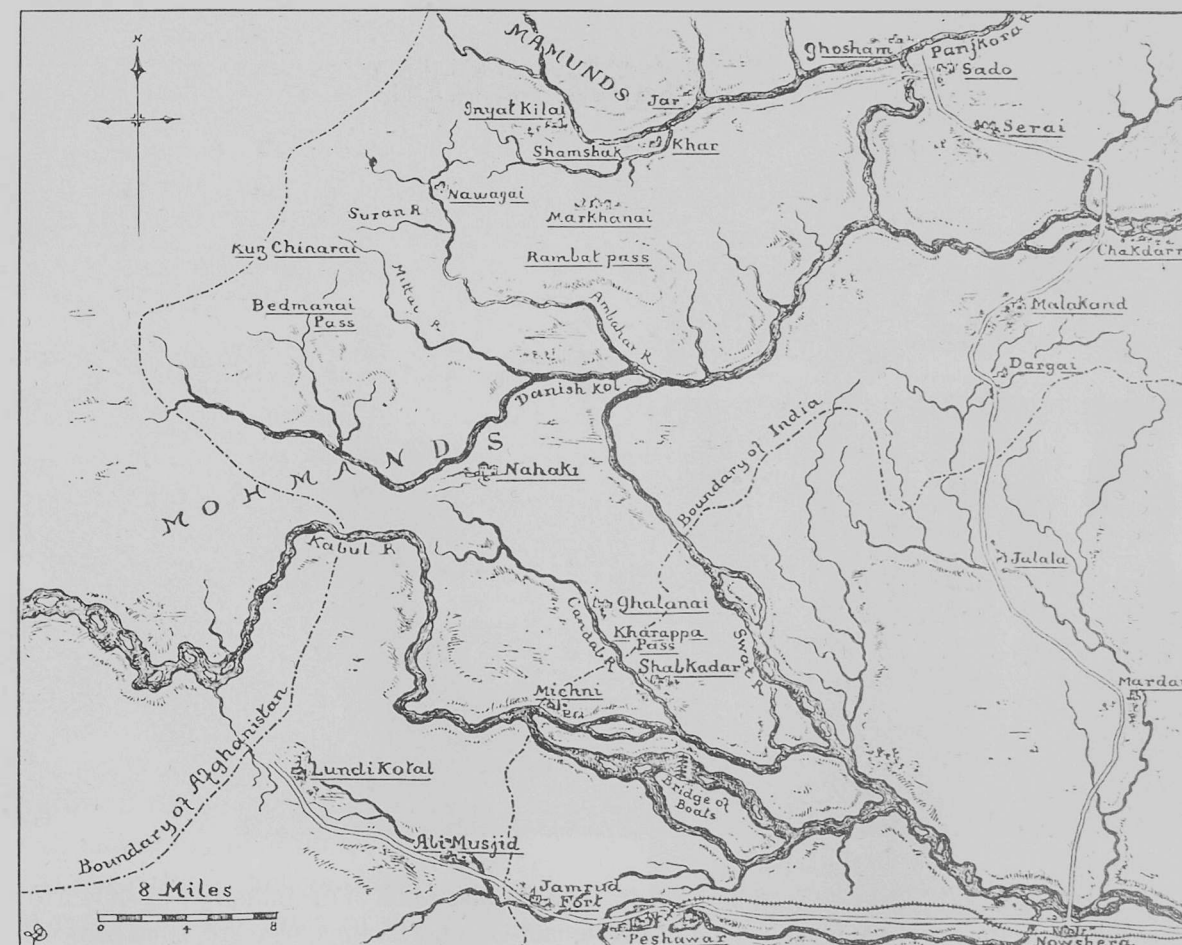 N
MAMUNDS
Ghosham
Panjkora R
Sado
Jar
Inyat Kilai
Serai
Shamshak
Khar
Nawagai
Suran R
Markhanai
Kuz Chinarai
Rambat pass
Chakdarr
Mittai R
Bedmanai
Pass
Ambahar R
Malakand
Dargai
Danish Kol
Boundary of India
MOHMANDS
Nahaki
Kabul R
Jalala
Ghalanai
Gandab R
Kharappa
Pass
Swat R
Shabkadar
Mardan
Michni
Boundary of Afghanistan
Lundi Kotal
Bridge of
Boats
Ali Musjid
8 Miles
Jamrud
Fort
0 4 8
Peshawar
Nowshe